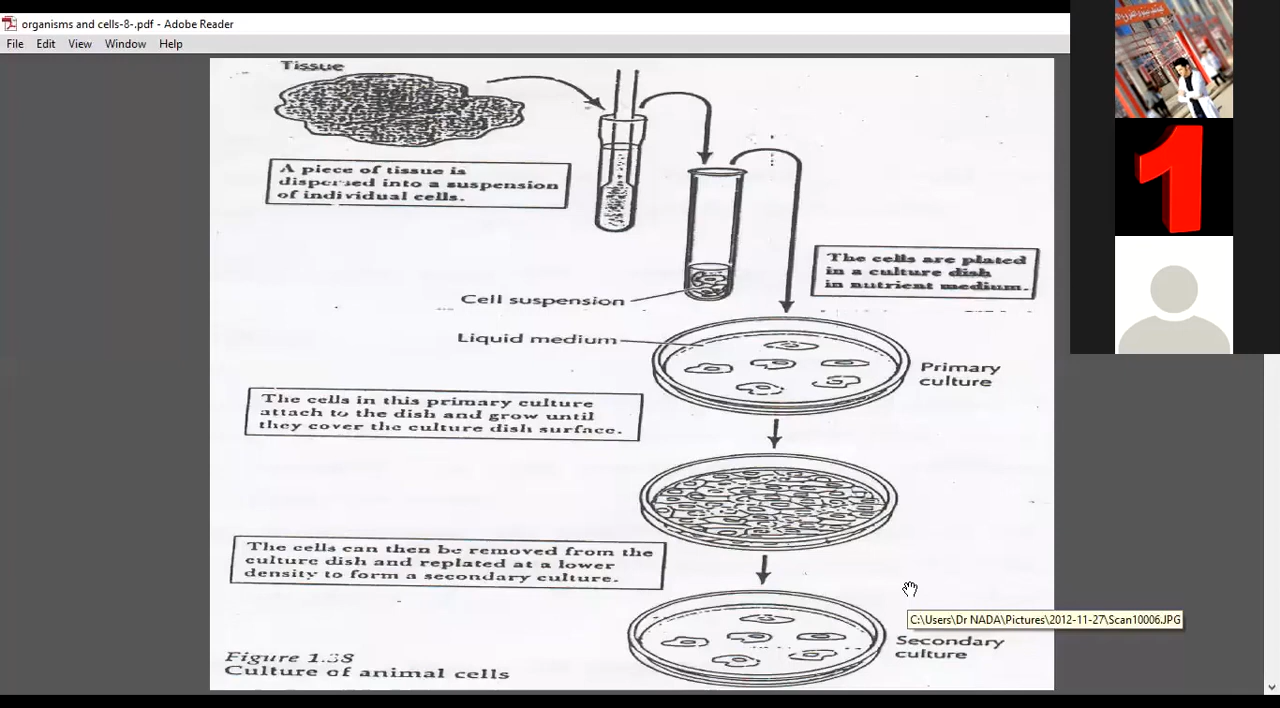 organisms and cells-8-.pdf - Adobe Reader
File Edit View Window Help
Tissue
A piece of tissue is
dispersed into a suspension
of individual cells.
The cells are plated
in a culture dish
in nutrient medium.
Cell suspension
Liquid medium
Primary
culture
The cells in this primary culture
attach to the dish and grow until
they cover the culture dish surface.
The cells can then be removed from the
culture dish and replated at a lower
density to form a secondary culture.
C:\Users\Dr NADA\Pictures\2012-11-27\Scan10006.JPG
Secondary
culture
Figure 1.38
Culture of animal cells
1